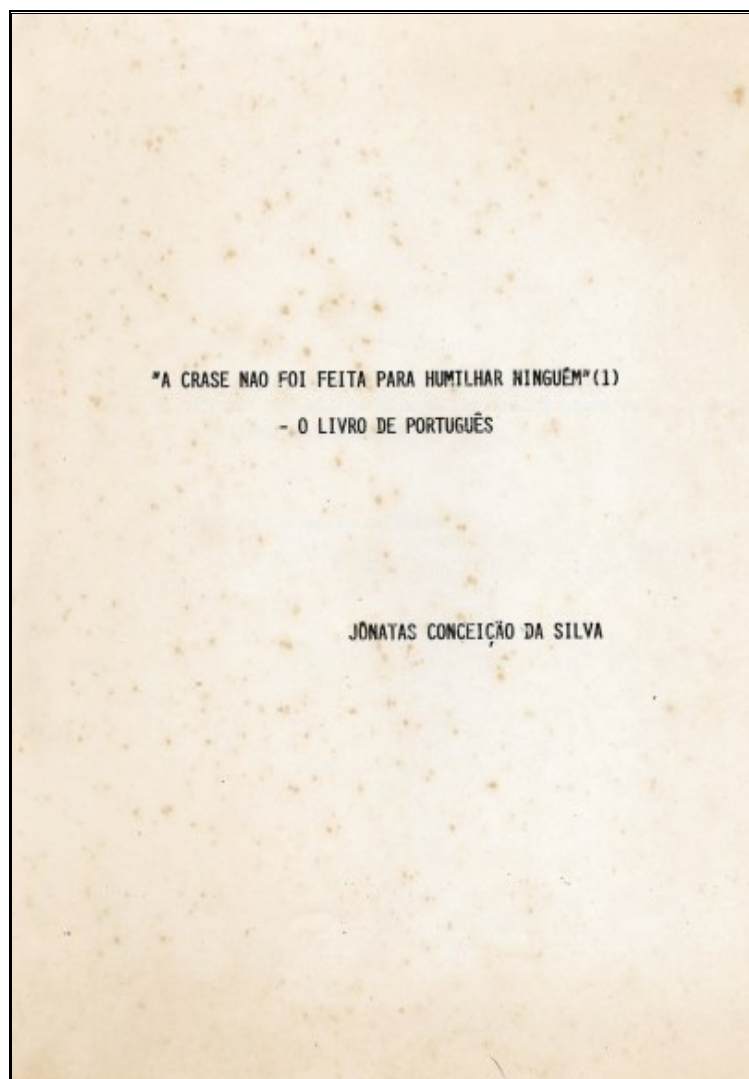 "A CRASE NAO FOI FEITA PARA HUMILHAR NINGUÉM"(1)
- O LIVRO DE PORTUGUÊS
JÔNATAS CONCEIÇÃO DA SILVA